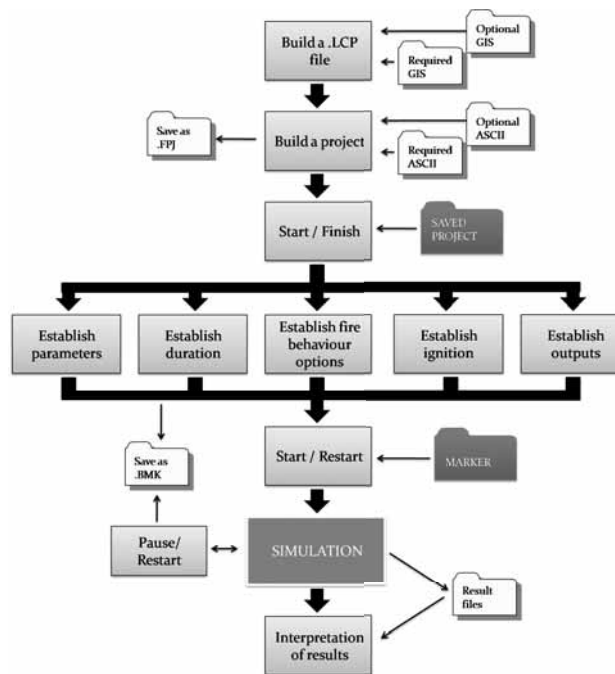 Build a .LCP
file
Optional
GIS
Required
GIS
Save as
.FPJ
Build a project
Optional
ASCII
Required
ASCII
Start / Finish
SAVED
PROJECT
Establish
parameters
Establish
duration
Establish fire
behaviour
options
Establish
ignition
Establish
outputs
Save as
.BMK
Start / Restart
MARKER
Pause/
Restart
SIMULATION
Result
files
Interpretation
of results